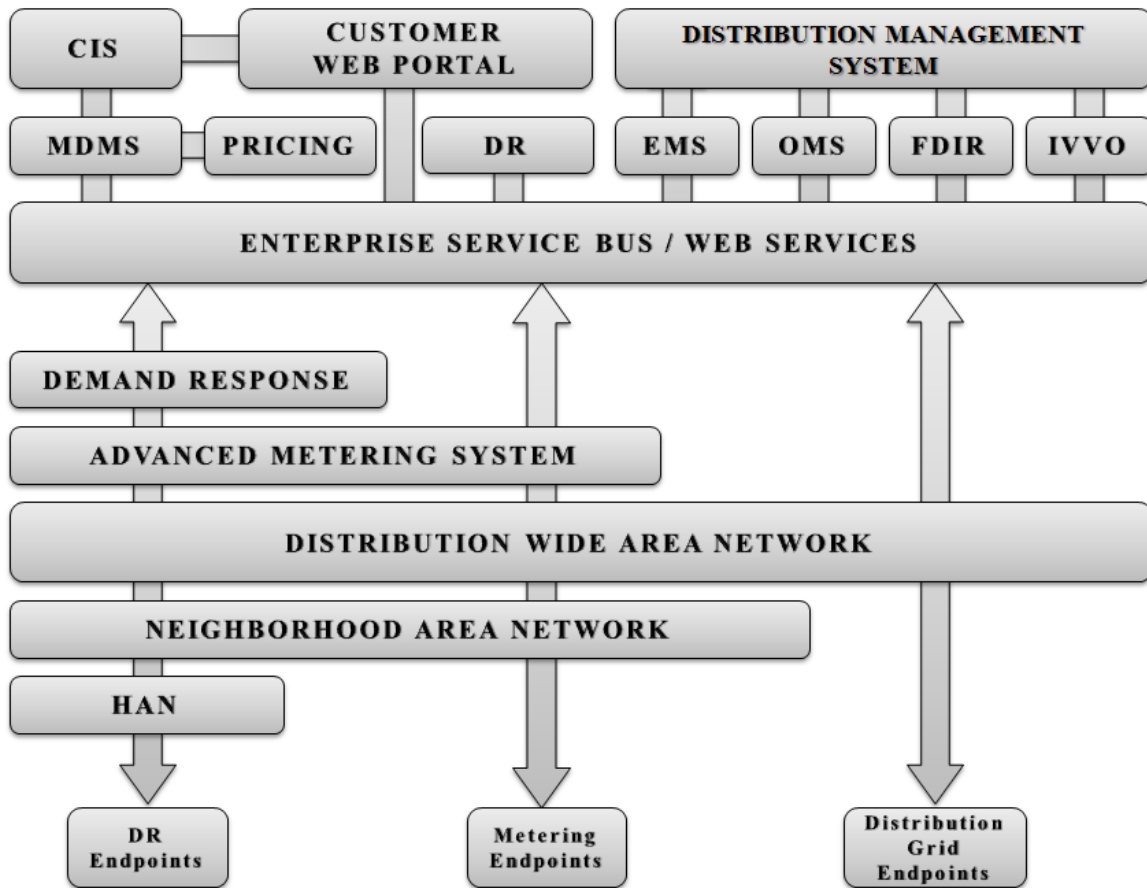 CIS
CUSTOMER
WEB PORTAL
DISTRIBUTION MANAGEMENT
SYSTEM
MDMS
PRICING
DR
EMS
OMS
FDIR
IVVO
ENTERPRISE SERVICE BUS / WEB SERVICES
DEMAND RESPONSE
ADVANCED METERING SYSTEM
DISTRIBUTION WIDE AREA NETWORK
NEIGHBORHOOD AREA NETWORK
HAN
DR
Endpoints
Metering
Endpoints
Distribution
Grid
Endpoints